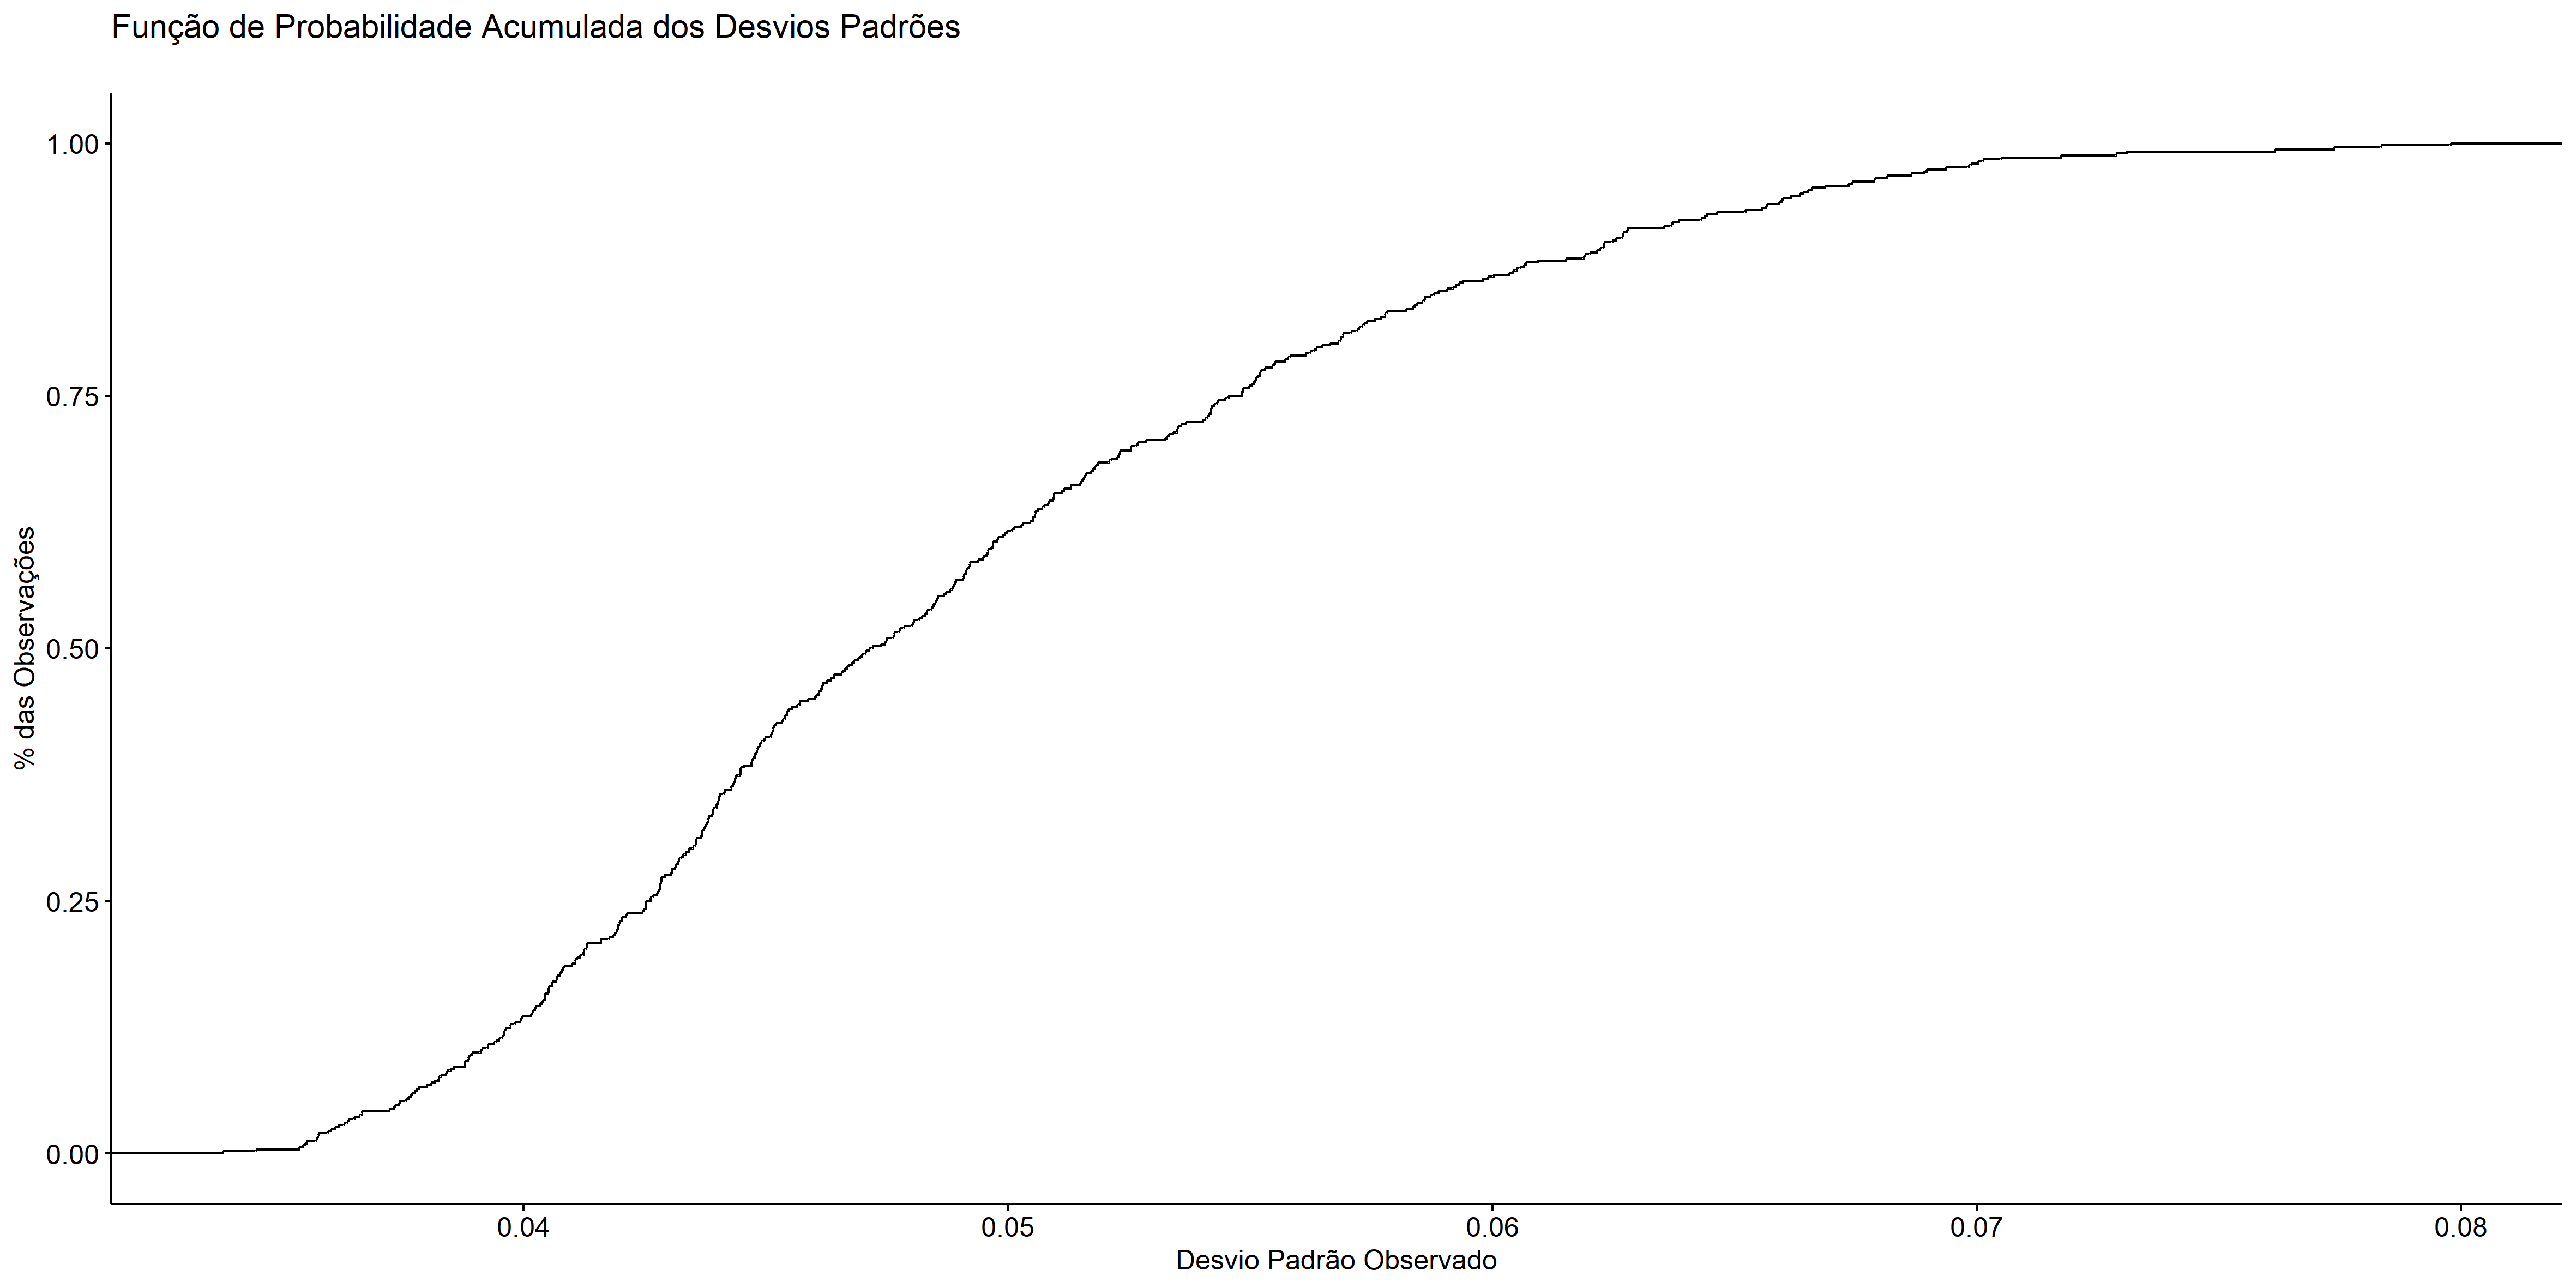 Função de Probabilidade Acumulada dos Desvios Padrões
1.00
0.75
0.50
0.25
0.00
% das Observações
0.04 0.05 0.06 0.07 0.08
Desvio Padrão Observado